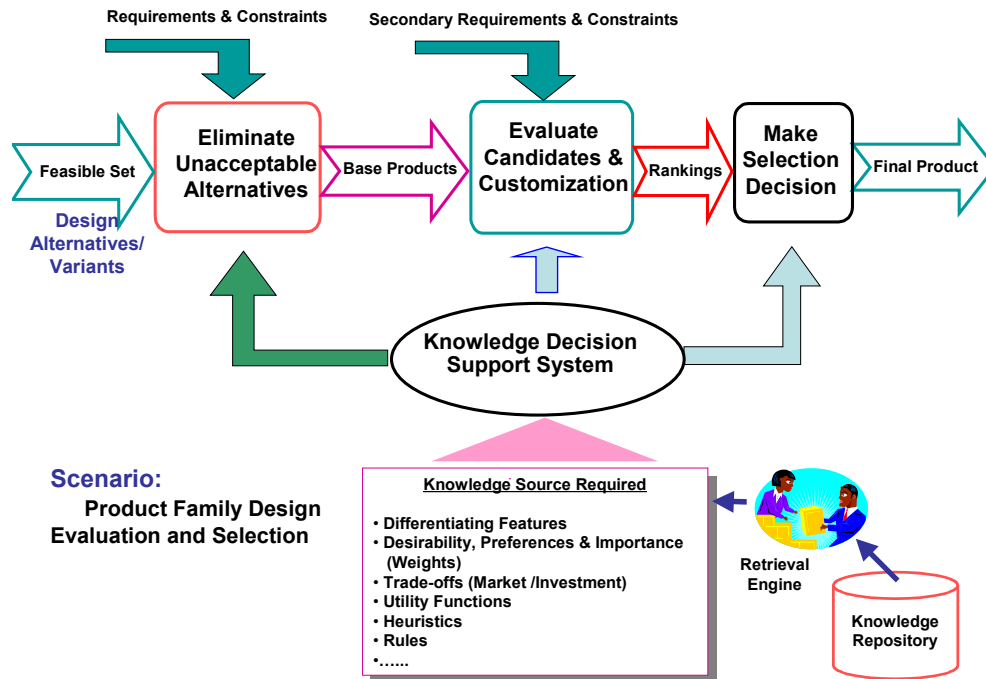 Requirements & Constraints
Secondary Requirements & Constraints
Feasible Set
Design
Alternatives/
Variants
Eliminate
Unacceptable
Alternatives
Base Products
Evaluate
Candidates &
Customization
Rankings
Make
Selection
Decision
Final Product
Knowledge Decision
Support System
Scenario:
Product Family Design
Evaluation and Selection
Knowledge Source Required
• Differentiating Features
• Desirability, Preferences & Importance
(Weights)
• Trade-offs (Market /Investment)
• Utility Functions
• Heuristics
• Rules
•…...
Retrieval
Engine
Knowledge
Repository